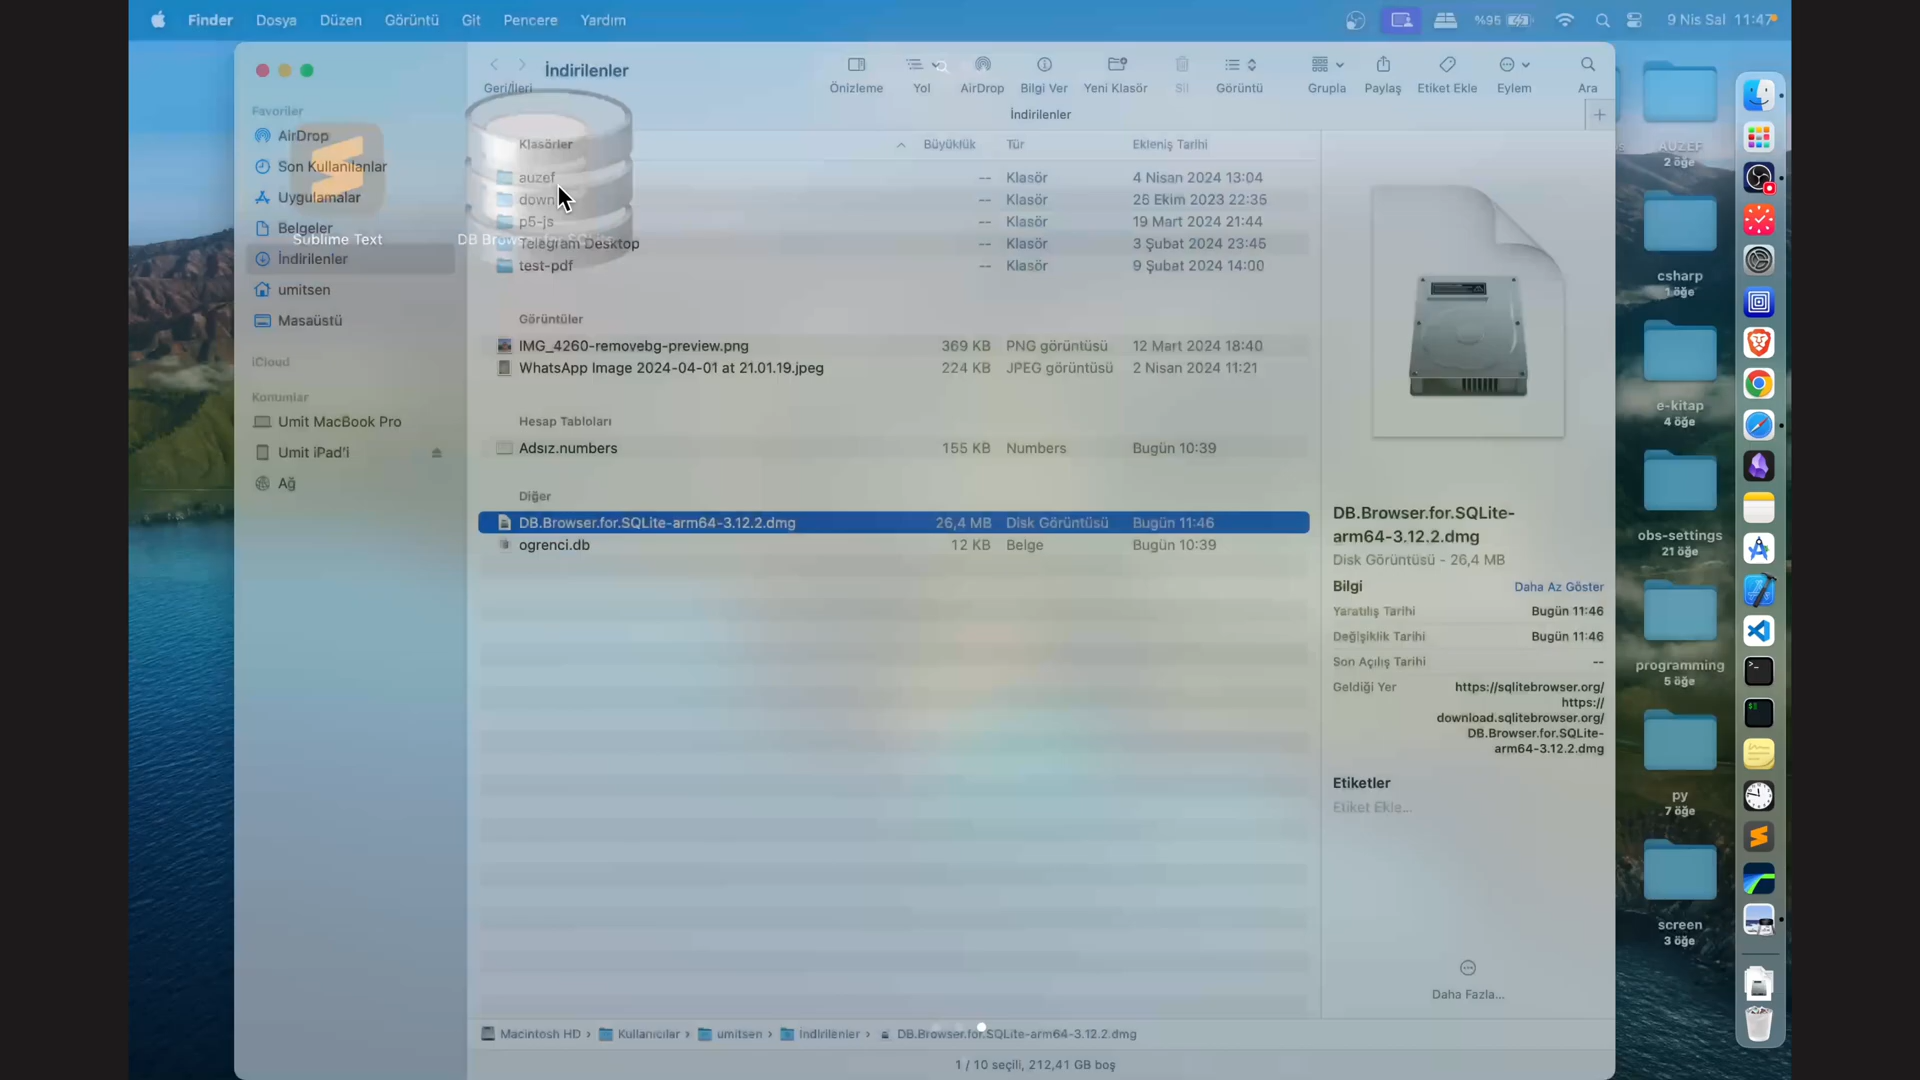 Finder Dosya Düzen Görüntü Git Pencere Yardım %95 9 Nis Sal 11:47
İndirilenler
Geri/İleri Önizleme Yol AirDrop Bilgi Ver Yeni Klasör Sil Görüntü Grupla Paylaş Etiket Ekle Eylem Ara
İndirilenler
Favoriler
AirDrop
Son Kullanılanlar
Uygulamalar
Belgeler
Sublime Text
İndirilenler
umitsen
Masaüstü
iCloud
Konumlar
Umit MacBook Pro
Umit iPad'i
Ağ
Klasörler Büyüklük Tür Ekleniş Tarihi
auzef -- Klasör 4 Nisan 2024 13:04
down -- Klasör 26 Ekim 2023 22:35
p5-js -- Klasör 19 Mart 2024 21:44
DB Browser for SQLite
Telegram Desktop -- Klasör 3 Şubat 2024 23:45
test-pdf -- Klasör 9 Şubat 2024 14:00
Görüntüler
IMG_4260-removebg-preview.png 369 KB PNG görüntüsü 12 Mart 2024 18:40
WhatsApp Image 2024-04-01 at 21.01.19.jpeg 224 KB JPEG görüntüsü 2 Nisan 2024 11:21
Hesap Tabloları
Adsız.numbers 155 KB Numbers Bugün 10:39
Diğer
DB.Browser.for.SQLite-arm64-3.12.2.dmg 26,4 MB Disk Görüntüsü Bugün 11:46
ogrenci.db 12 KB Belge Bugün 10:39
DB.Browser.for.SQLite-
arm64-3.12.2.dmg
Disk Görüntüsü - 26,4 MB
Bilgi Daha Az Göster
Yaratılış Tarihi Bugün 11:46
Değişiklik Tarihi Bugün 11:46
Son Açılış Tarihi --
Geldiği Yer https://sqlitebrowser.org/
https://
download.sqlitebrowser.org/
DB.Browser.for.SQLite-
arm64-3.12.2.dmg
Etiketler
Etiket Ekle...
Daha Fazla...
Macintosh HD › Kullanıcılar › umitsen › İndirilenler › DB.Browser.for.SQLite-arm64-3.12.2.dmg
1 / 10 seçili, 212,41 GB boş
AUZEF
2 öğe
csharp
1 öğe
e-kitap
4 öğe
obs-settings
21 öğe
programming
5 öğe
py
7 öğe
screen
3 öğe